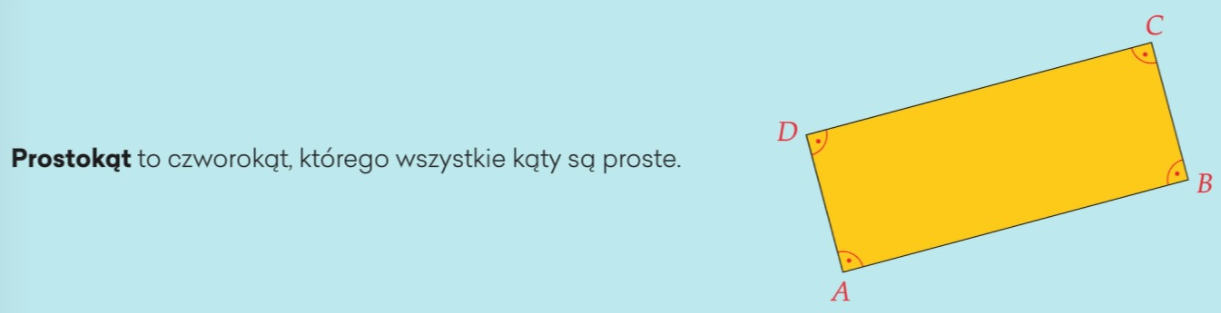 C
D
Prostokąt to czworokąt, którego wszystkie kąty są proste.
B
A